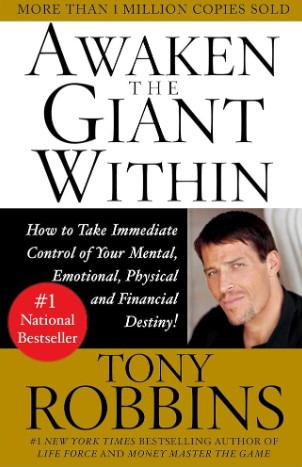 MORE THAN 1 MILLION COPIES SOLD
AWAKEN
THE
GIANT
WITHIN
How to Take Immediate
Control of Your Mental,
Emotional, Physical
and Financial
Destiny!
#1
National
Bestseller
TONY
ROBBINS
#1 NEW YORK TIMES BESTSELLING AUTHOR OF
LIFE FORCE AND MONEY MASTER THE GAME